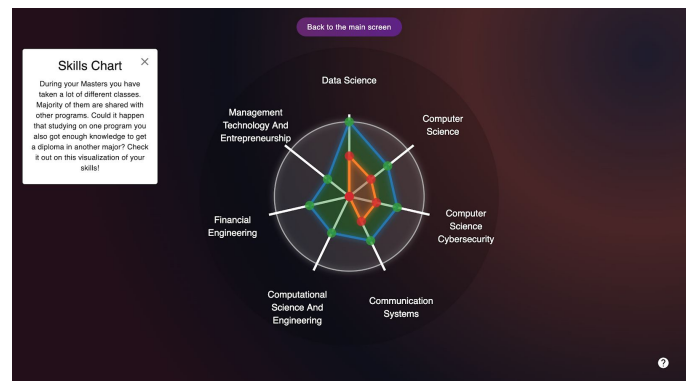 Back to the main screen
Skills Chart
During your Masters you have
taken a lot of different classes.
Majority of them are shared with
other programs. Could it happen
that studying on one program you
also got enough knowledge to get
a diploma in another major? Check
it out on this visualization of your
skills!
Data Science
Computer
Science
Computer
Science
Cybersecurity
Communication
Systems
Computational
Science And
Engineering
Financial
Engineering
Management
Technology And
Entrepreneurship
?